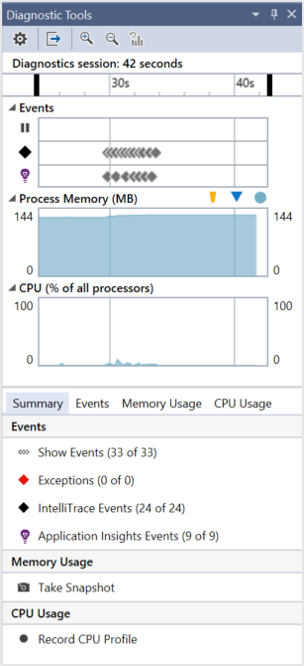 Diagnostic Tools
Diagnostics session: 42 seconds
30s 40s
Events
Process Memory (MB)
144 144
0 0
CPU (% of all processors)
100 100
0 0
Summary Events Memory Usage CPU Usage
Events
Show Events (33 of 33)
Exceptions (0 of 0)
IntelliTrace Events (24 of 24)
Application Insights Events (9 of 9)
Memory Usage
Take Snapshot
CPU Usage
Record CPU Profile